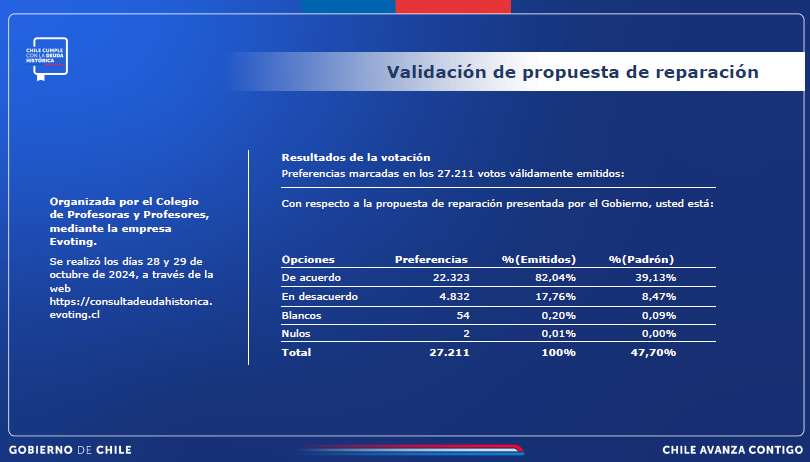 CHILE CUMPLE
CON LA DEUDA
HISTÓRICA
Validación de propuesta de reparación
Organizada por el Colegio
de Profesoras y Profesores,
mediante la empresa
Evoting.
Se realizó los días 28 y 29 de
octubre de 2024, a través de la
web
https://consultadeudahistorica.
evoting.cl
Resultados de la votación
Preferencias marcadas en los 27.211 votos válidamente emitidos:
Con respecto a la propuesta de reparación presentada por el Gobierno, usted está:
Opciones Preferencias %(Emitidos) %(Padrón)
De acuerdo 22.323 82,04% 39,13%
En desacuerdo 4.832 17,76% 8,47%
Blancos 54 0,20% 0,09%
Nulos 2 0,01% 0,00%
Total 27.211 100% 47,70%
GOBIERNO DE CHILE
CHILE AVANZA CONTIGO